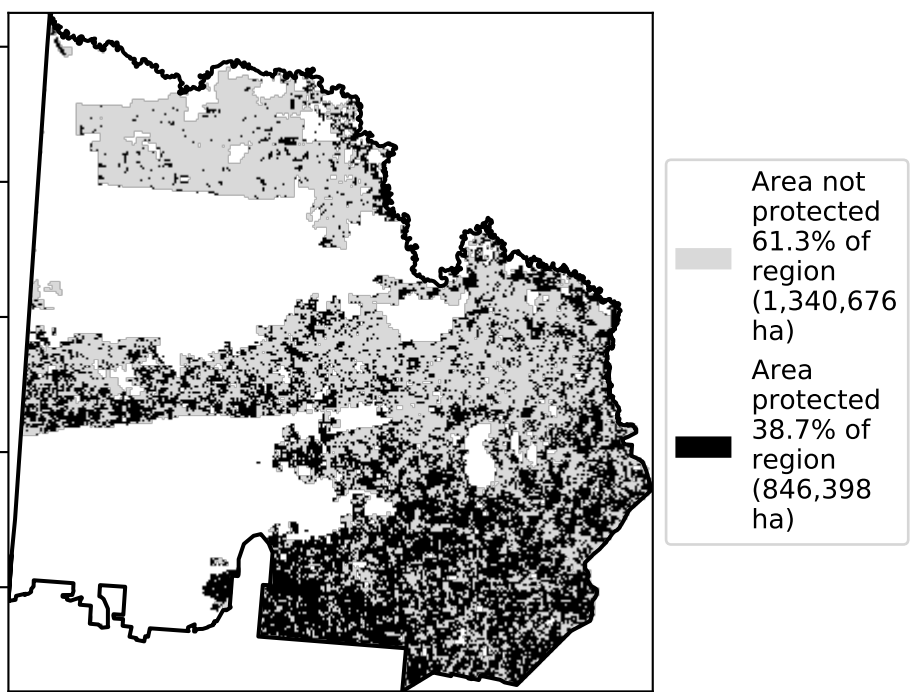 Area not
protected
61.3% of
region
(1,340,676
ha)
Area
protected
38.7% of
region
(846,398
ha)